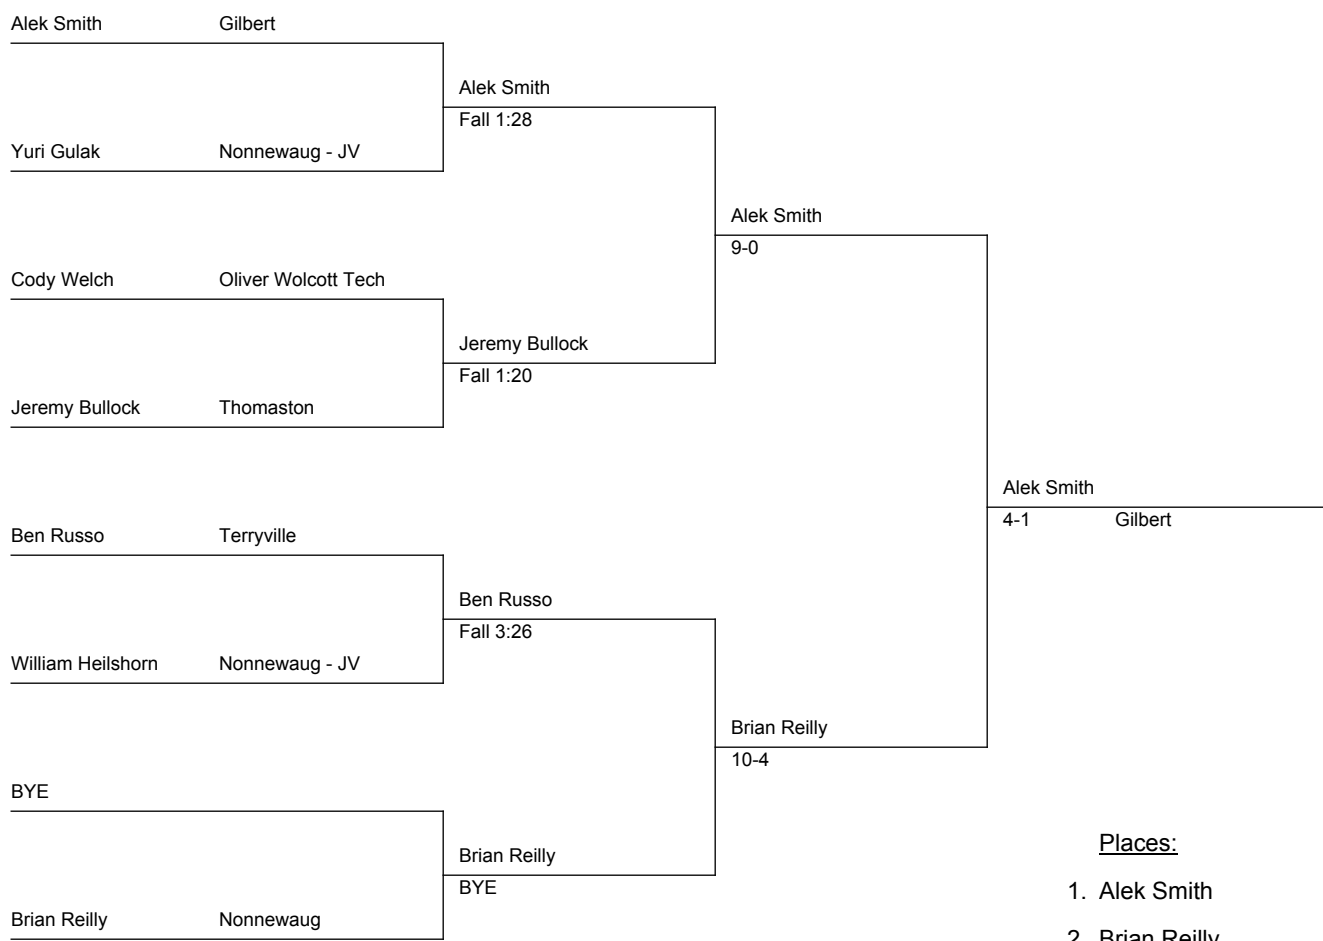 Alek Smith Gilbert
Alek Smith
Fall 1:28
Yuri Gulak Nonnewaug - JV
Alek Smith
9-0
Cody Welch Oliver Wolcott Tech
Jeremy Bullock
Fall 1:20
Jeremy Bullock Thomaston
Alek Smith
4-1 Gilbert
Ben Russo Terryville
Ben Russo
Fall 3:26
William Heilshorn Nonnewaug - JV
Brian Reilly
10-4
BYE
Places:
Brian Reilly
BYE
1. Alek Smith
Brian Reilly Nonnewaug
2. Brian Reilly